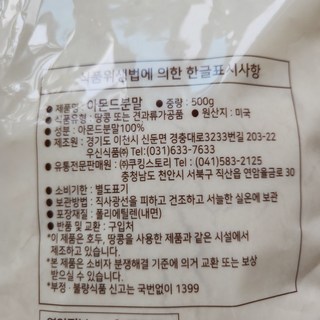 식품위생법에 의한 한글표시사항
● 제품명 : 아몬드분말 ● 중량 : 500g
● 식품유형 : 땅콩 또는 견과류가공품 ● 원산지 : 미국
● 성분 : 아몬드분말100%
● 제조원 : 경기도 이천시 신둔면 경충대로3233번길 203-22
우신식품㈜ Tel:(031)633-7632
● 유통전문판매원 : ㈜쿠킹스토리 Tel : (041)581-2125
충청남도 천안시 서북구 직산읍 연암율금로 30
● 소비기한 : 별도표기
● 보관방법 : 직사광선을 피하고 건조하고 서늘한 실온에 보관
● 포장재질 : 폴리에틸렌(내면)
● 반품 및 교환 : 구입처
*이 제품은 호두, 땅콩을 사용한 제품과 같은 시설에서
제조하고 있습니다.
*본 제품은 소비자 분쟁해결 기준에 의거 교환 또는 보상
받으실 수 있습니다.
*부정 · 불량식품 신고는 국번없이 1399